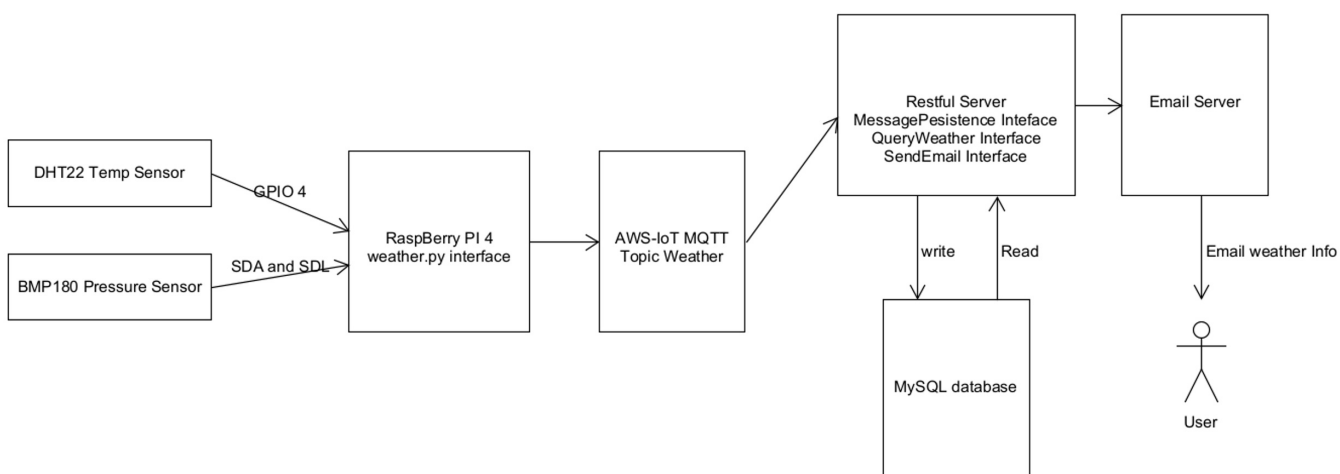 DHT22 Temp Sensor
GPIO 4
BMP180 Pressure Sensor
SDA and SDL
RaspBerry PI 4
weather.py interface
AWS-IoT MQTT
Topic Weather
Restful Server
MessagePesistence Inteface
QueryWeather Interface
SendEmail Interface
Email Server
write
Read
MySQL database
Email weather Info
User